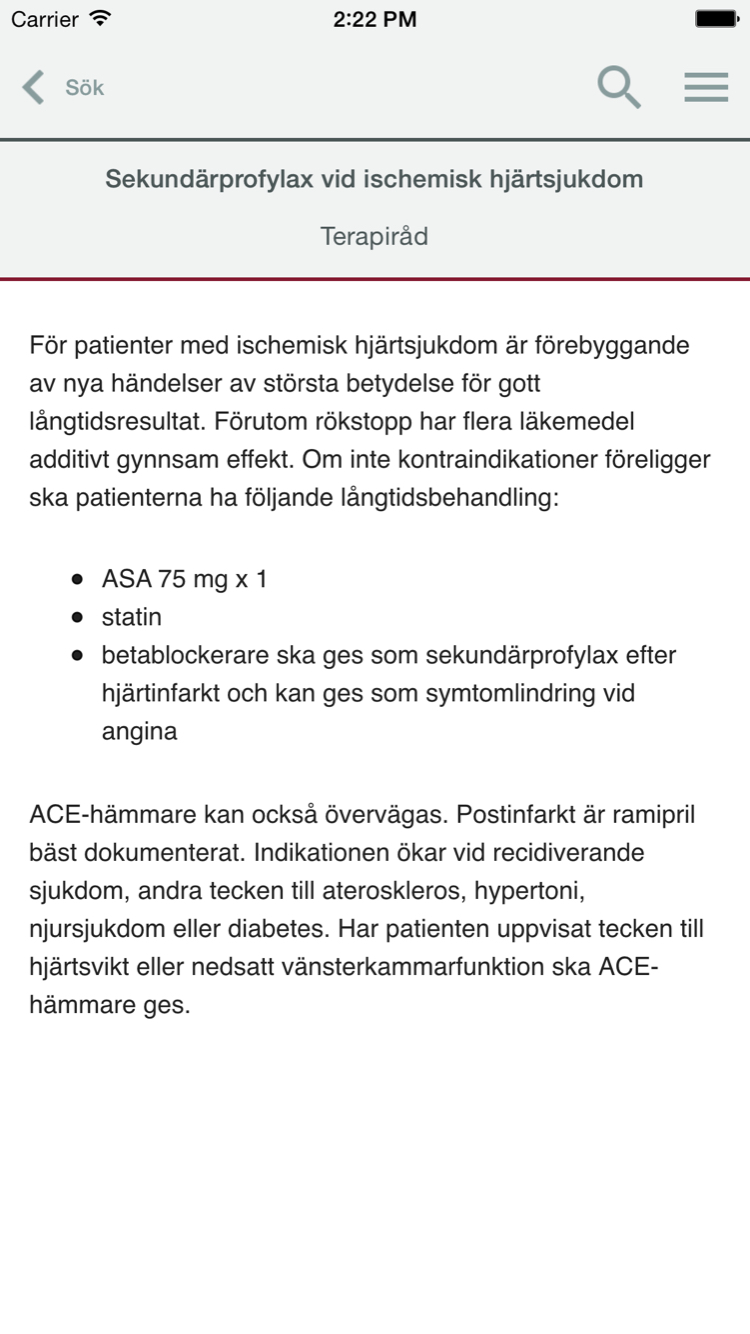 Carrier 2:22 PM
Sök
Sekundärprofylax vid ischemisk hjärtsjukdom
Terapiråd
För patienter med ischemisk hjärtsjukdom är förebyggande
av nya händelser av största betydelse för gott
långtidsresultat. Förutom rökstopp har flera läkemedel
additivt gynnsam effekt. Om inte kontraindikationer föreligger
ska patienterna ha följande långtidsbehandling:
• ASA 75 mg x 1
• statin
• betablockerare ska ges som sekundärprofylax efter
hjärtinfarkt och kan ges som symtomlindring vid
angina
ACE-hämmare kan också övervägas. Postinfarkt är ramipril
bäst dokumenterat. Indikationen ökar vid recidiverande
sjukdom, andra tecken till ateroskleros, hypertoni,
njursjukdom eller diabetes. Har patienten uppvisat tecken till
hjärtsvikt eller nedsatt vänsterkammarfunktion ska ACE-
hämmare ges.